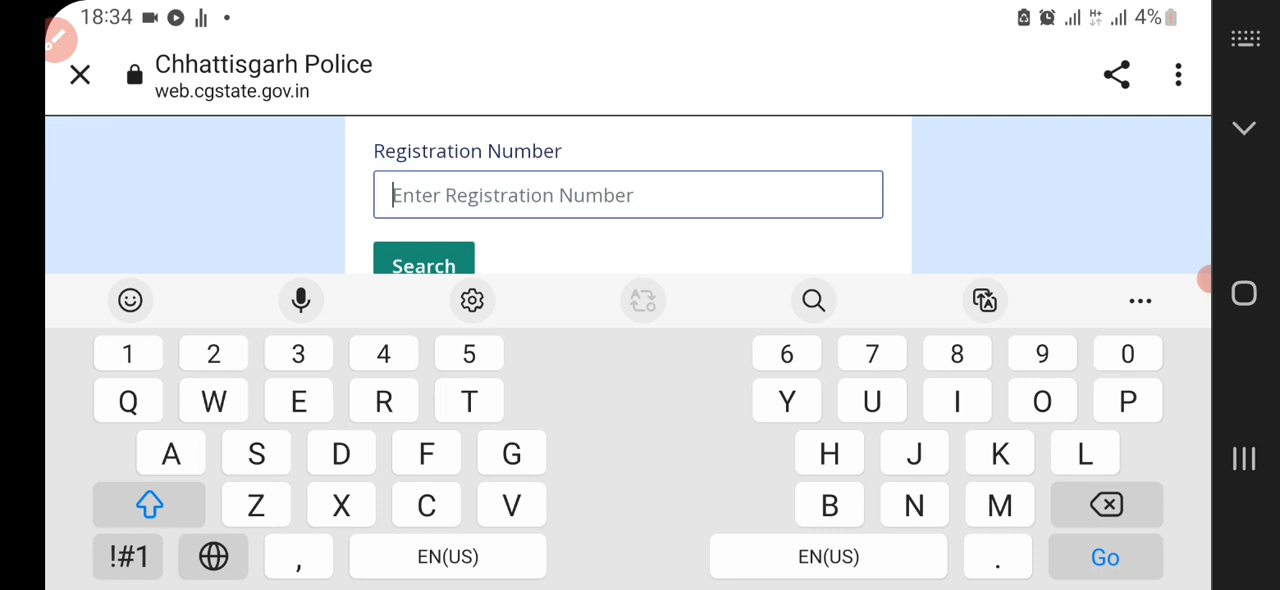 18:34 H+ 4%
Chhattisgarh Police
web.cgstate.gov.in
Registration Number
Enter Registration Number
Search
1 2 3 4 5 6 7 8 9 0
Q W E R T Y U I O P
A S D F G H J K L
Z X C V B N M
!#1 , EN(US) EN(US) . Go